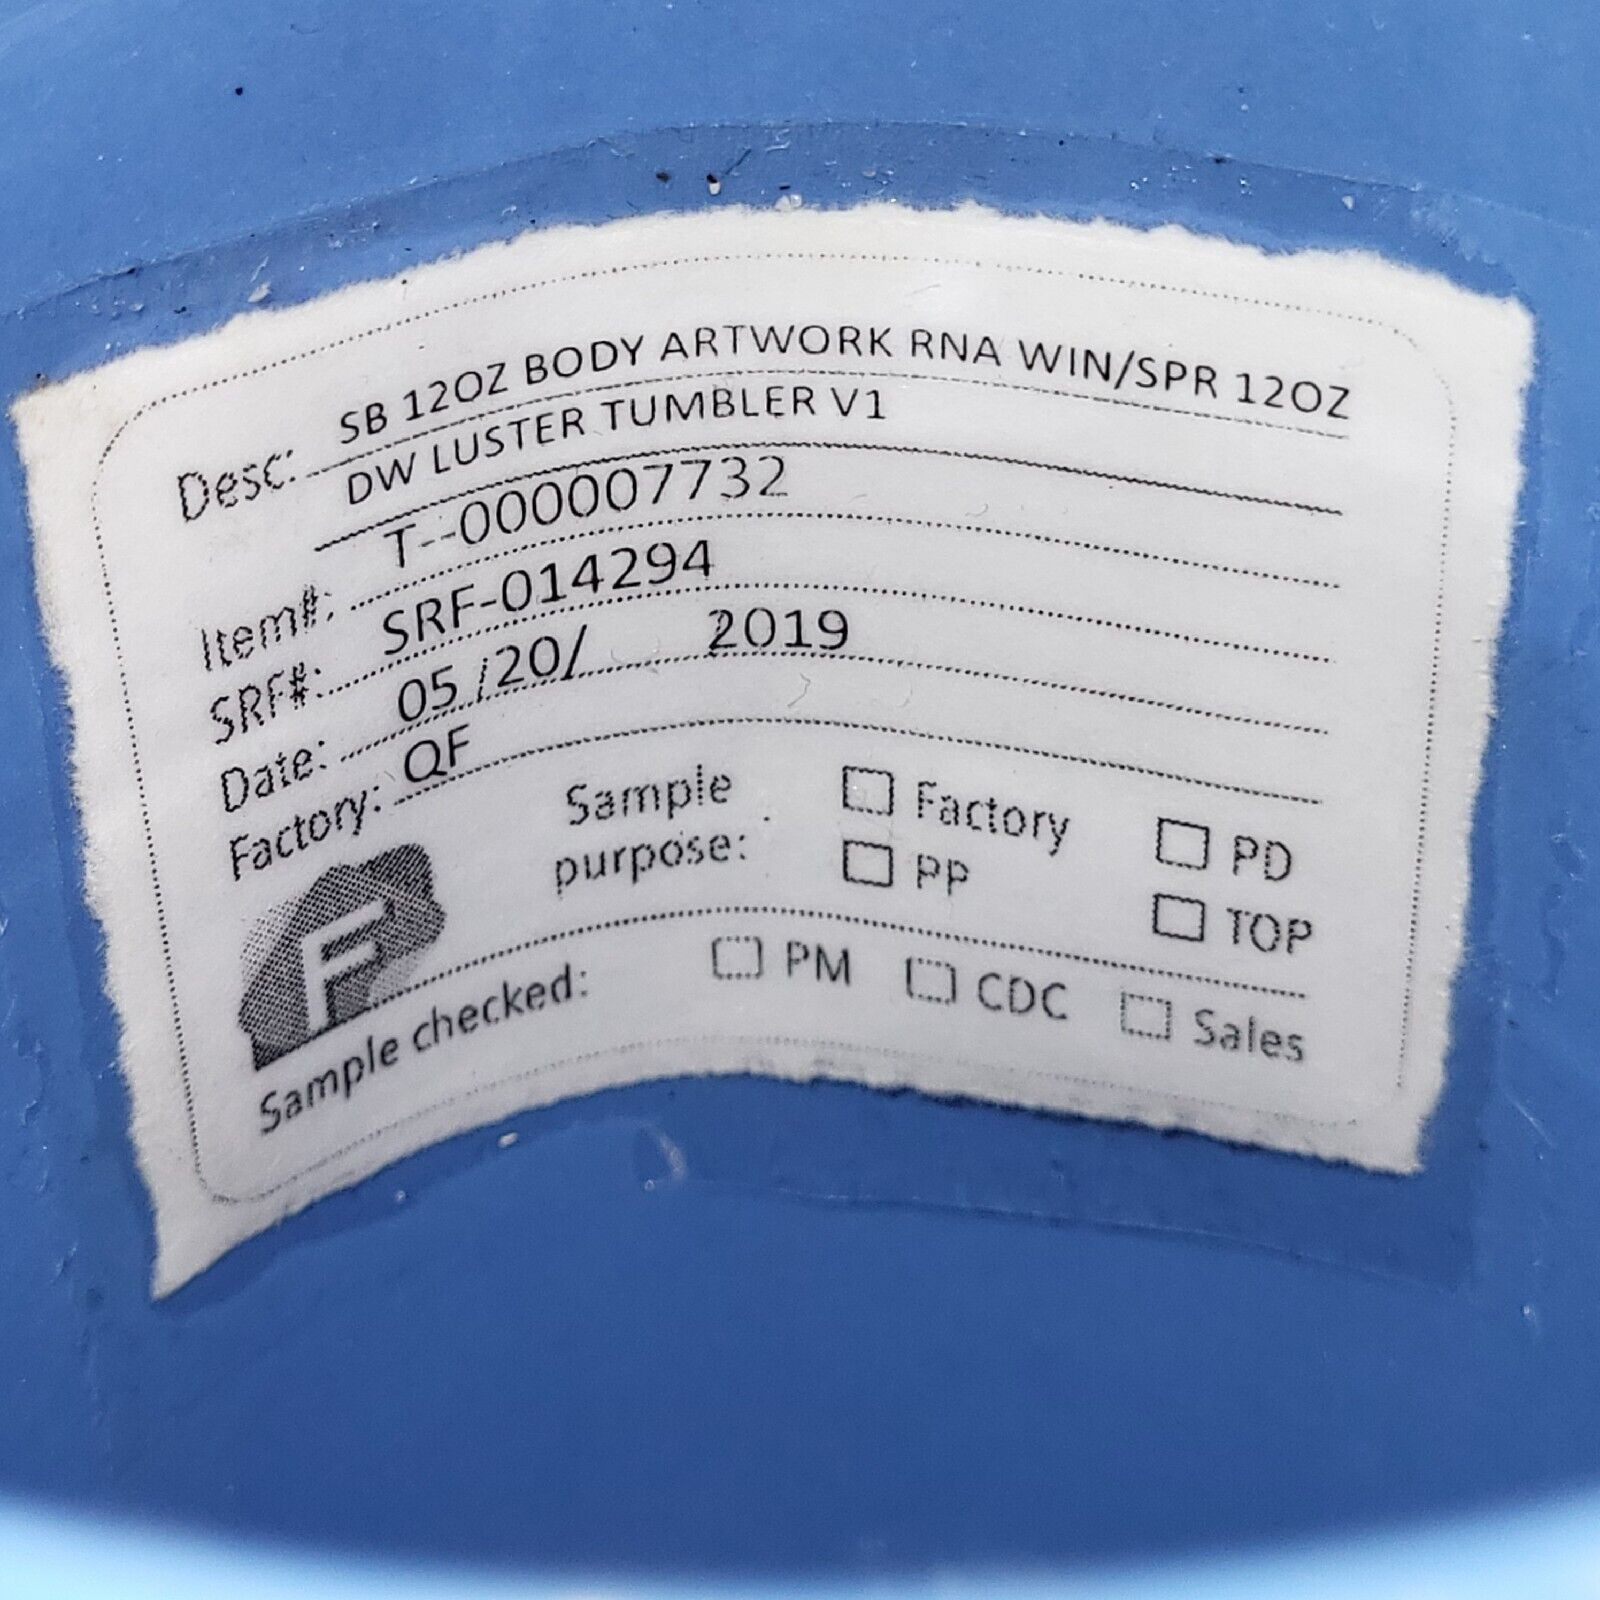 Desc: SB 12OZ BODY ARTWORK RNA WIN/SPR 12OZ
DW LUSTER TUMBLER V1
Item#: T--000007732
SRF#: SRF-014294
Date: 05 /20/ 2019
Factory: QF
F
Sample purpose: Factory PD
PP TOP
Sample checked: PM CDC Sales